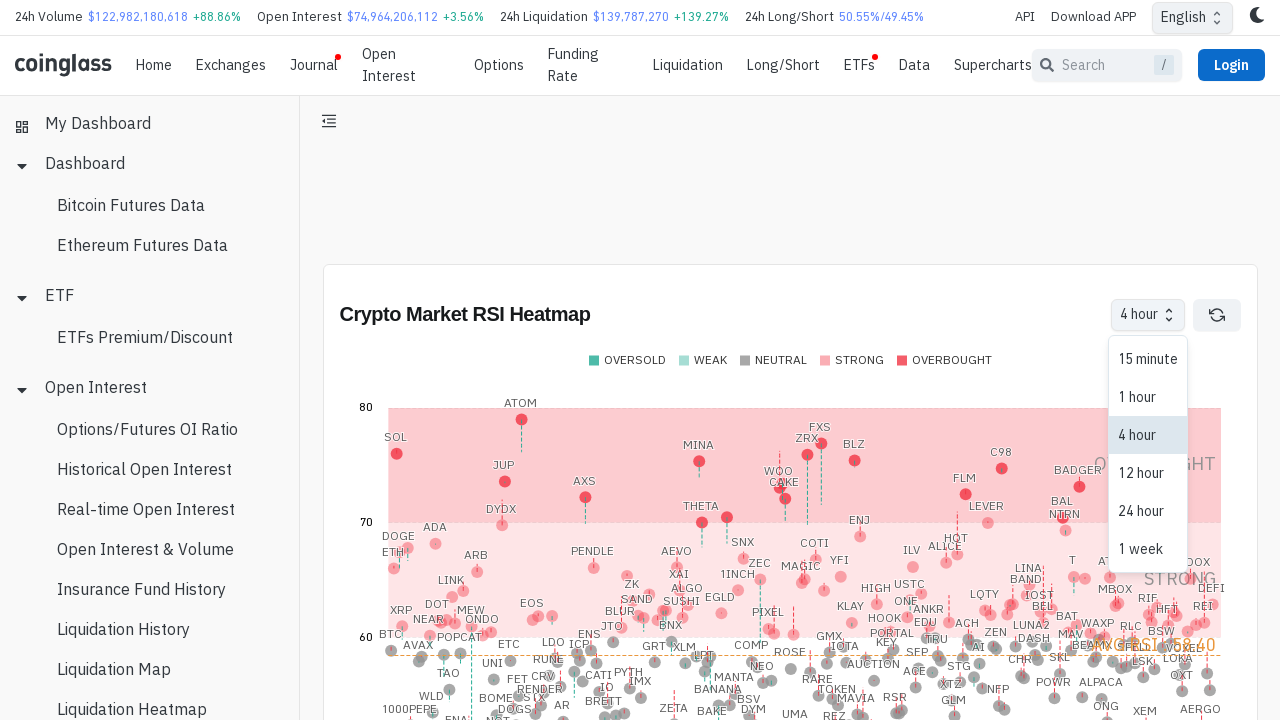 24h Volume $122,982,180,618 +88.86% Open Interest $74,964,206,112 +3.56% 24h Liquidation $139,787,270 +139.27% 24h Long/Short 50.55%/49.45% API Download APP English
coinglass Home Exchanges Journal Open Interest Options Funding Rate Liquidation Long/Short ETFs Data Supercharts Search / Login
My Dashboard
Dashboard
Bitcoin Futures Data
Ethereum Futures Data
ETF
ETFs Premium/Discount
Open Interest
Options/Futures OI Ratio
Historical Open Interest
Real-time Open Interest
Open Interest & Volume
Insurance Fund History
Liquidation History
Liquidation Map
Liquidation Heatmap
Crypto Market RSI Heatmap
4 hour
15 minute
1 hour
4 hour
12 hour
24 hour
1 week
OVERSOLD WEAK NEUTRAL STRONG OVERBOUGHT
80
ATOM
FXS
SOL MINA ZRX BLZ
C98
JUP WOO BADGER
AXS CAKE FLM
DYDX THETA LEVER BAL
NTRN
70
ENJ
ADA
DOGE SNX COTI HOT
ETH ARB PENDLE AEVO ILV ALICE T
ZEC YFI
XAI 1INCH MAGIC LINA
LINK ZK ALGO HIGH USTC BAND MBOX DEFI
DOT EOS SAND SUSHI EGLD ONE LQTY IOST RIF
XRP MEW BLUR PIXEL KLAY ANKR BEL HFT REI
NEAR ONDO JTO BNX HOOK EDU ACH LUNA2 BAT WAXP RLC
STRONG
60
BTC POPCAT ENS GMX PORTAL ZEN MAV BSW
AVAX ETC LDO ICP GRT XLM COMP IOTA KEY TRU DASH BEAM
ROSE SEP AI
UNI RUNE LPT NEO AUCTION STG CHR SKL LSK LOKA
TAO FET CRV CATI PYTH MANTA RARE ACE OXT
RENDER IO IMX BANANA TOKEN XTZ NFP POWR ALPACA
WLD BOME STX BRETT BSV MAVIA RSR GLM
1000PEPE DOGS AR ZETA BAKE DYM UMA REZ ONG XEM AERGO
ENA NOT